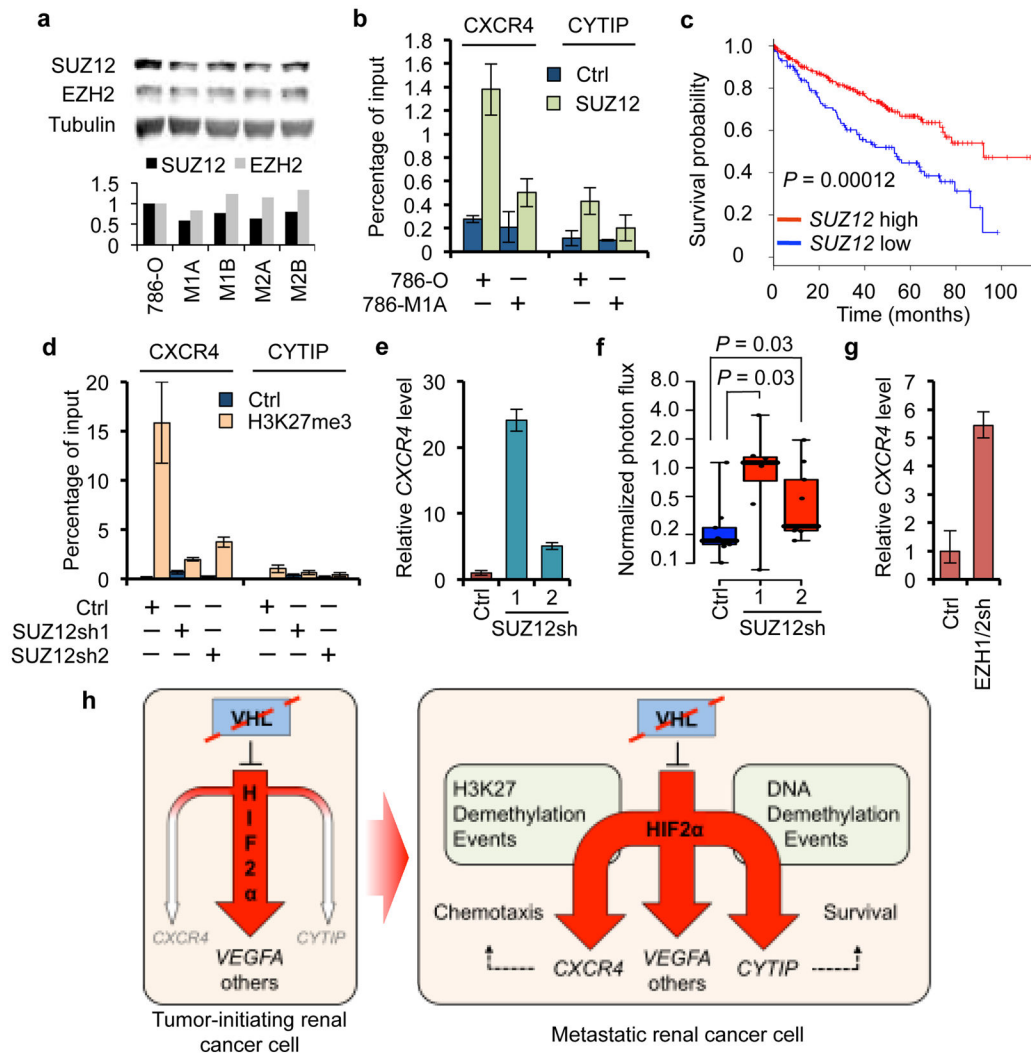 a
SUZ12
EZH2
Tubulin
SUZ12 EZH2
1.5
1
0.5
0
786-O
M1A
M1B
M2A
M2B
b
CXCR4 CYTIP
Ctrl
SUZ12
Percentage of input
1.8
1.6
1.4
1.2
1.0
0.8
0.6
0.4
0.2
0
786-O + – + –
786-M1A – + – +
c
Survival probability
1.0
0.8
0.6
0.4
0.2
0
P = 0.00012
SUZ12 high
SUZ12 low
0 20 40 60 80 100
Time (months)
d
CXCR4 CYTIP
Ctrl
H3K27me3
Percentage of input
20
15
10
5
0
Ctrl + – – + – –
SUZ12sh1 – + – – + –
SUZ12sh2 – – + – – +
e
Relative CXCR4 level
30
20
10
0
Ctrl
1 2
SUZ12sh
f
P = 0.03
P = 0.03
Normalized photon flux
8.0
4.0
2.0
1.0
0.5
0.2
0.1
Ctrl
1 2
SUZ12sh
g
Relative CXCR4 level
7
6
5
4
3
2
1
0
Ctrl
EZH1/2sh
h
VHL
HIF2α
CXCR4
CYTIP
VEGFA
others
Tumor-initiating renal
cancer cell
VHL
H3K27
Demethylation
Events
HIF2α
DNA
Demethylation
Events
Chemotaxis
Survival
CXCR4
VEGFA
others
CYTIP
Metastatic renal cancer cell